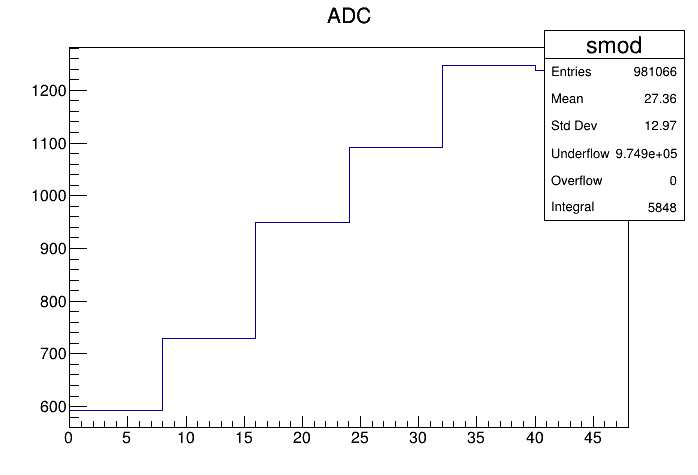 ADC
smod
Entries 981066
Mean 27.36
Std Dev 12.97
Underflow 9.749e+05
Overflow 0
Integral 5848
1200
1100
1000
900
800
700
600
0 5 10 15 20 25 30 35 40 45